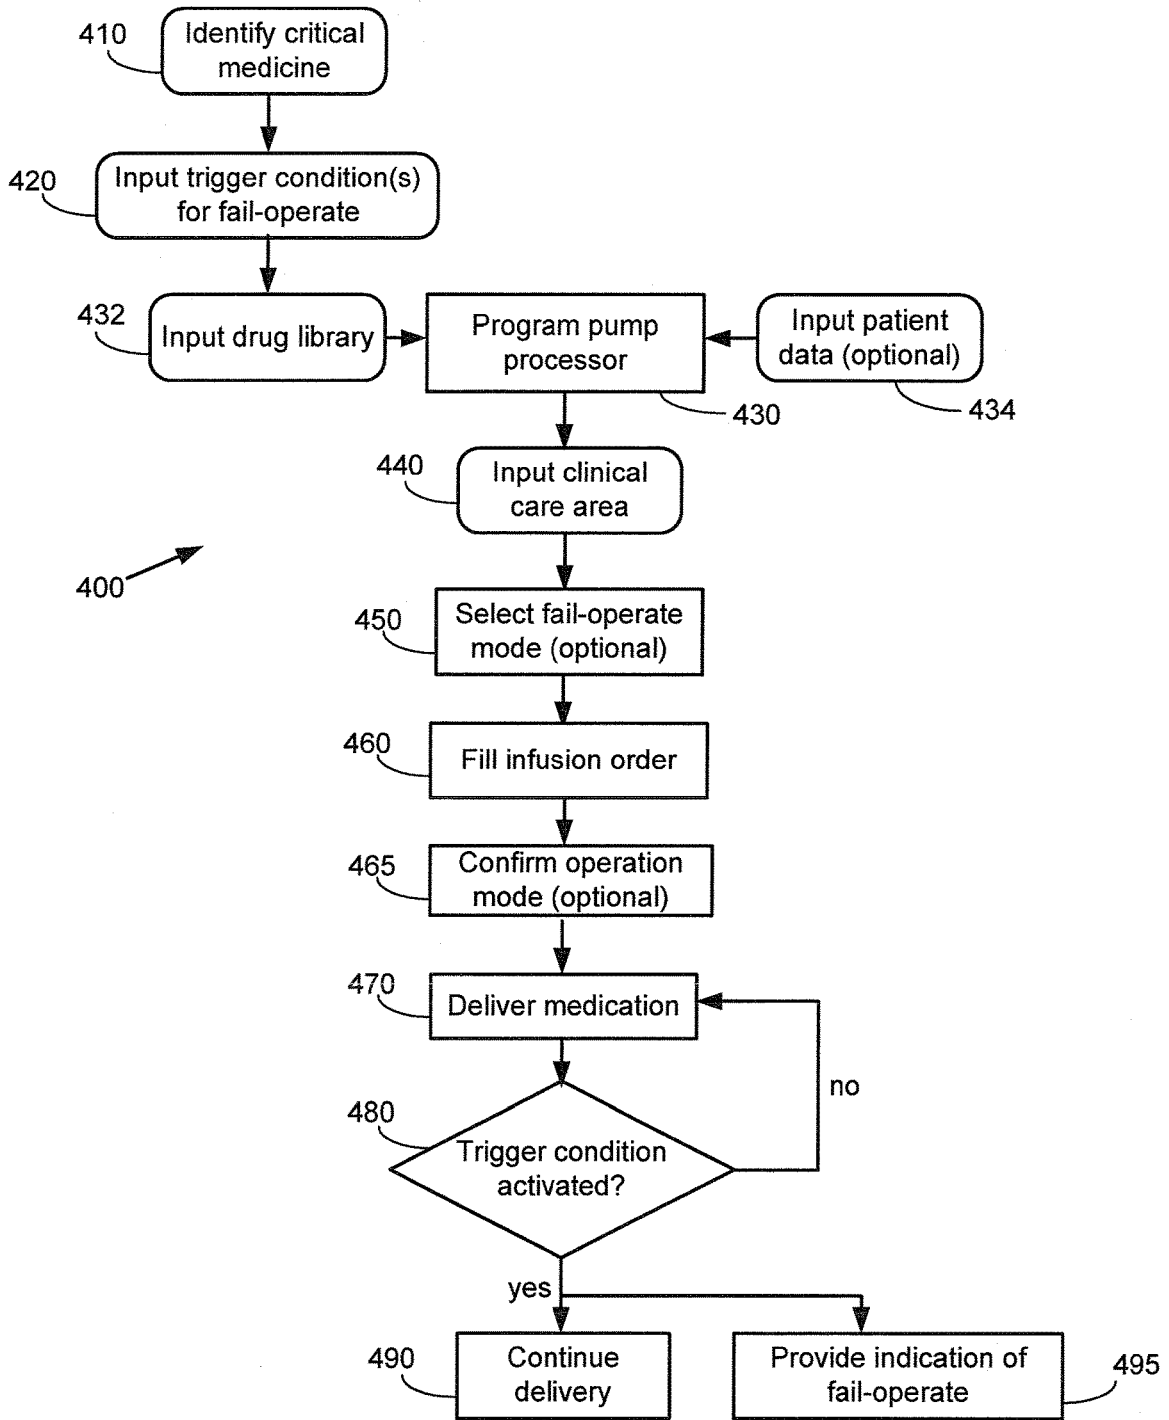 410
Identify critical
medicine
420
Input trigger condition(s)
for fail-operate
432
Input drug library
Program pump
processor
430
Input patient
data (optional)
434
440
Input clinical
care area
400
450
Select fail-operate
mode (optional)
460
Fill infusion order
465
Confirm operation
mode (optional)
470
Deliver medication
no
480
Trigger condition
activated?
yes
490
Continue
delivery
Provide indication of
fail-operate
495